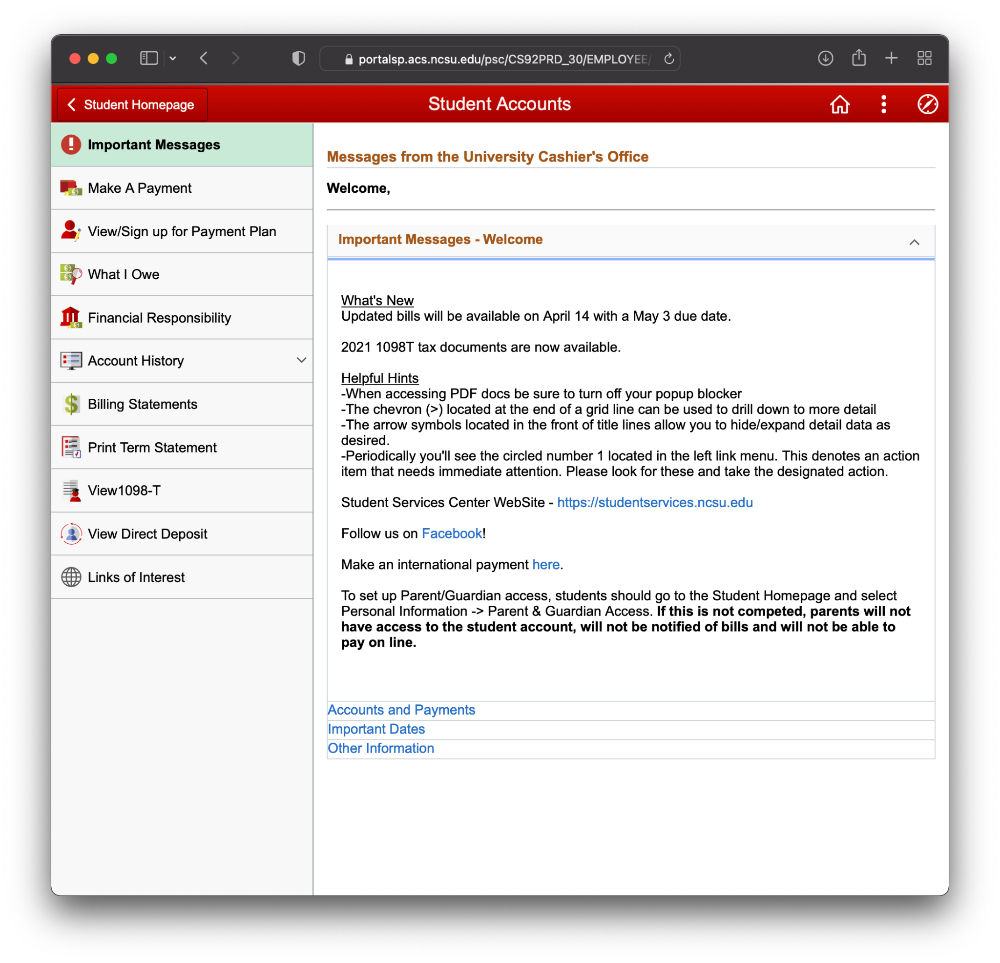 portalsp.acs.ncsu.edu/psc/CS92PRD_30/EMPLOYEE/
Student Homepage
Student Accounts
Important Messages
Make A Payment
View/Sign up for Payment Plan
What I Owe
Financial Responsibility
Account History
Billing Statements
Print Term Statement
View1098-T
View Direct Deposit
Links of Interest
Messages from the University Cashier's Office
Welcome,
Important Messages - Welcome
What's New
Updated bills will be available on April 14 with a May 3 due date.
2021 1098T tax documents are now available.
Helpful Hints
-When accessing PDF docs be sure to turn off your popup blocker
-The chevron (>) located at the end of a grid line can be used to drill down to more detail
-The arrow symbols located in the front of title lines allow you to hide/expand detail data as
desired.
-Periodically you'll see the circled number 1 located in the left link menu. This denotes an action
item that needs immediate attention. Please look for these and take the designated action.
Student Services Center WebSite - https://studentservices.ncsu.edu
Follow us on Facebook!
Make an international payment here.
To set up Parent/Guardian access, students should go to the Student Homepage and select
Personal Information -> Parent & Guardian Access. If this is not competed, parents will not
have access to the student account, will not be notified of bills and will not be able to
pay on line.
Accounts and Payments
Important Dates
Other Information